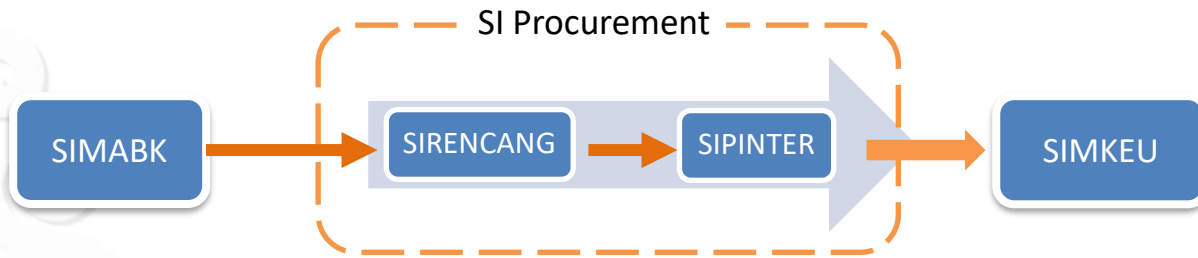 SI Procurement
SIMABK
SIRENCANG
SIPINTER
SIMKEU